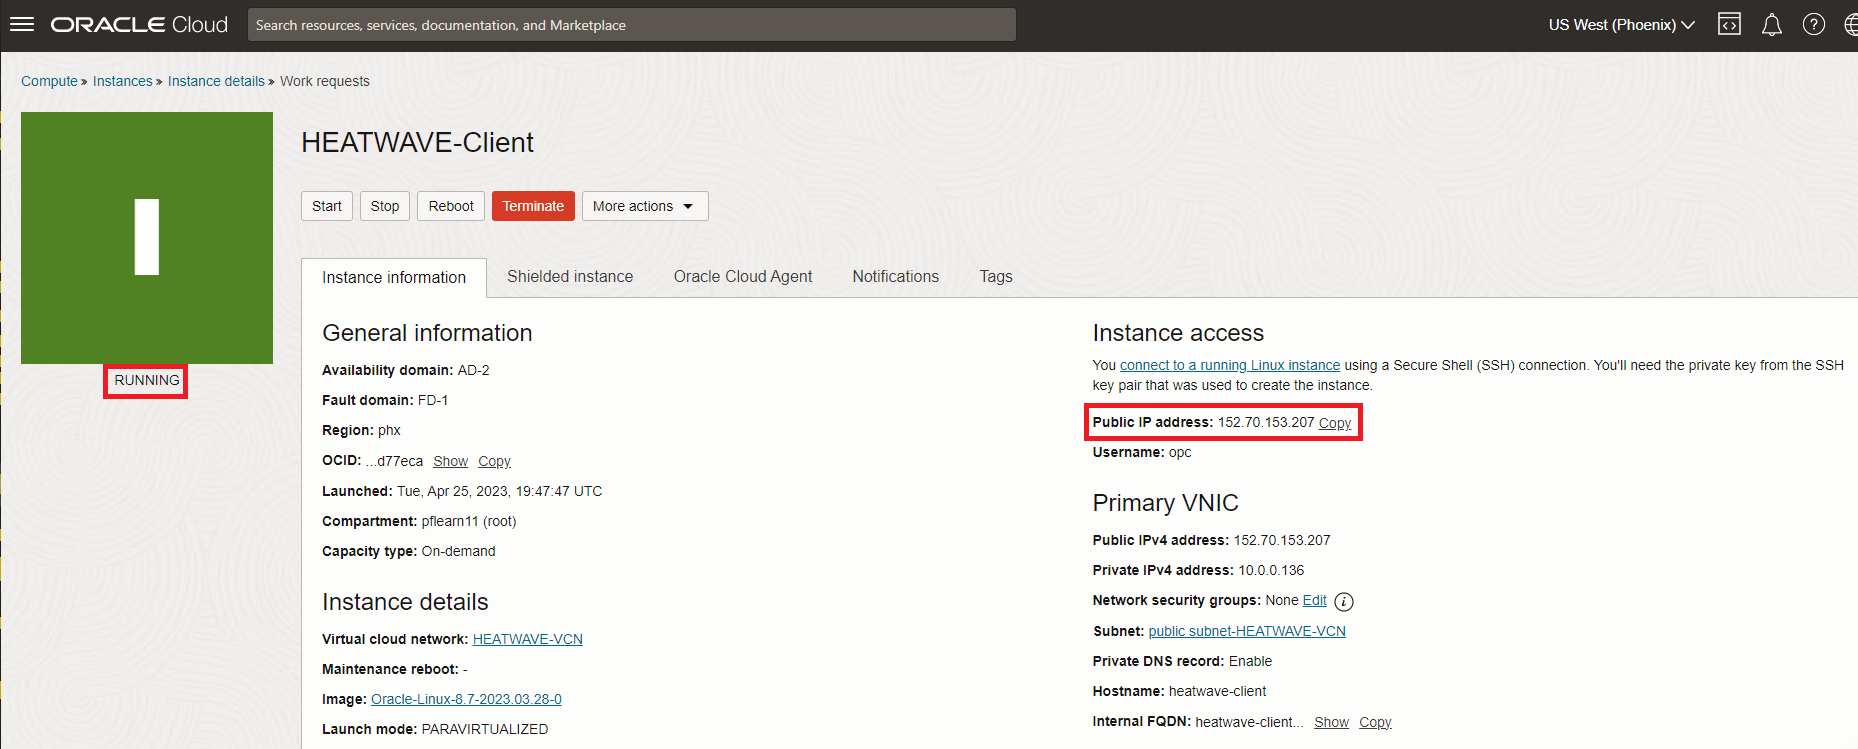 ORACLE Cloud
Search resources, services, documentation, and Marketplace
US West (Phoenix)
Compute » Instances » Instance details » Work requests
RUNNING
HEATWAVE-Client
Start Stop Reboot Terminate More actions
Instance information Shielded instance Oracle Cloud Agent Notifications Tags
General information
Availability domain: AD-2
Fault domain: FD-1
Region: phx
OCID: ...d77eca Show Copy
Launched: Tue, Apr 25, 2023, 19:47:47 UTC
Compartment: pflearn11 (root)
Capacity type: On-demand
Instance details
Virtual cloud network: HEATWAVE-VCN
Maintenance reboot: -
Image: Oracle-Linux-8.7-2023.03.28-0
Launch mode: PARAVIRTUALIZED
Instance access
You connect to a running Linux instance using a Secure Shell (SSH) connection. You'll need the private key from the SSH
key pair that was used to create the instance.
Public IP address: 152.70.153.207 Copy
Username: opc
Primary VNIC
Public IPv4 address: 152.70.153.207
Private IPv4 address: 10.0.0.136
Network security groups: None Edit
Subnet: public subnet-HEATWAVE-VCN
Private DNS record: Enable
Hostname: heatwave-client
Internal FQDN: heatwave-client... Show Copy